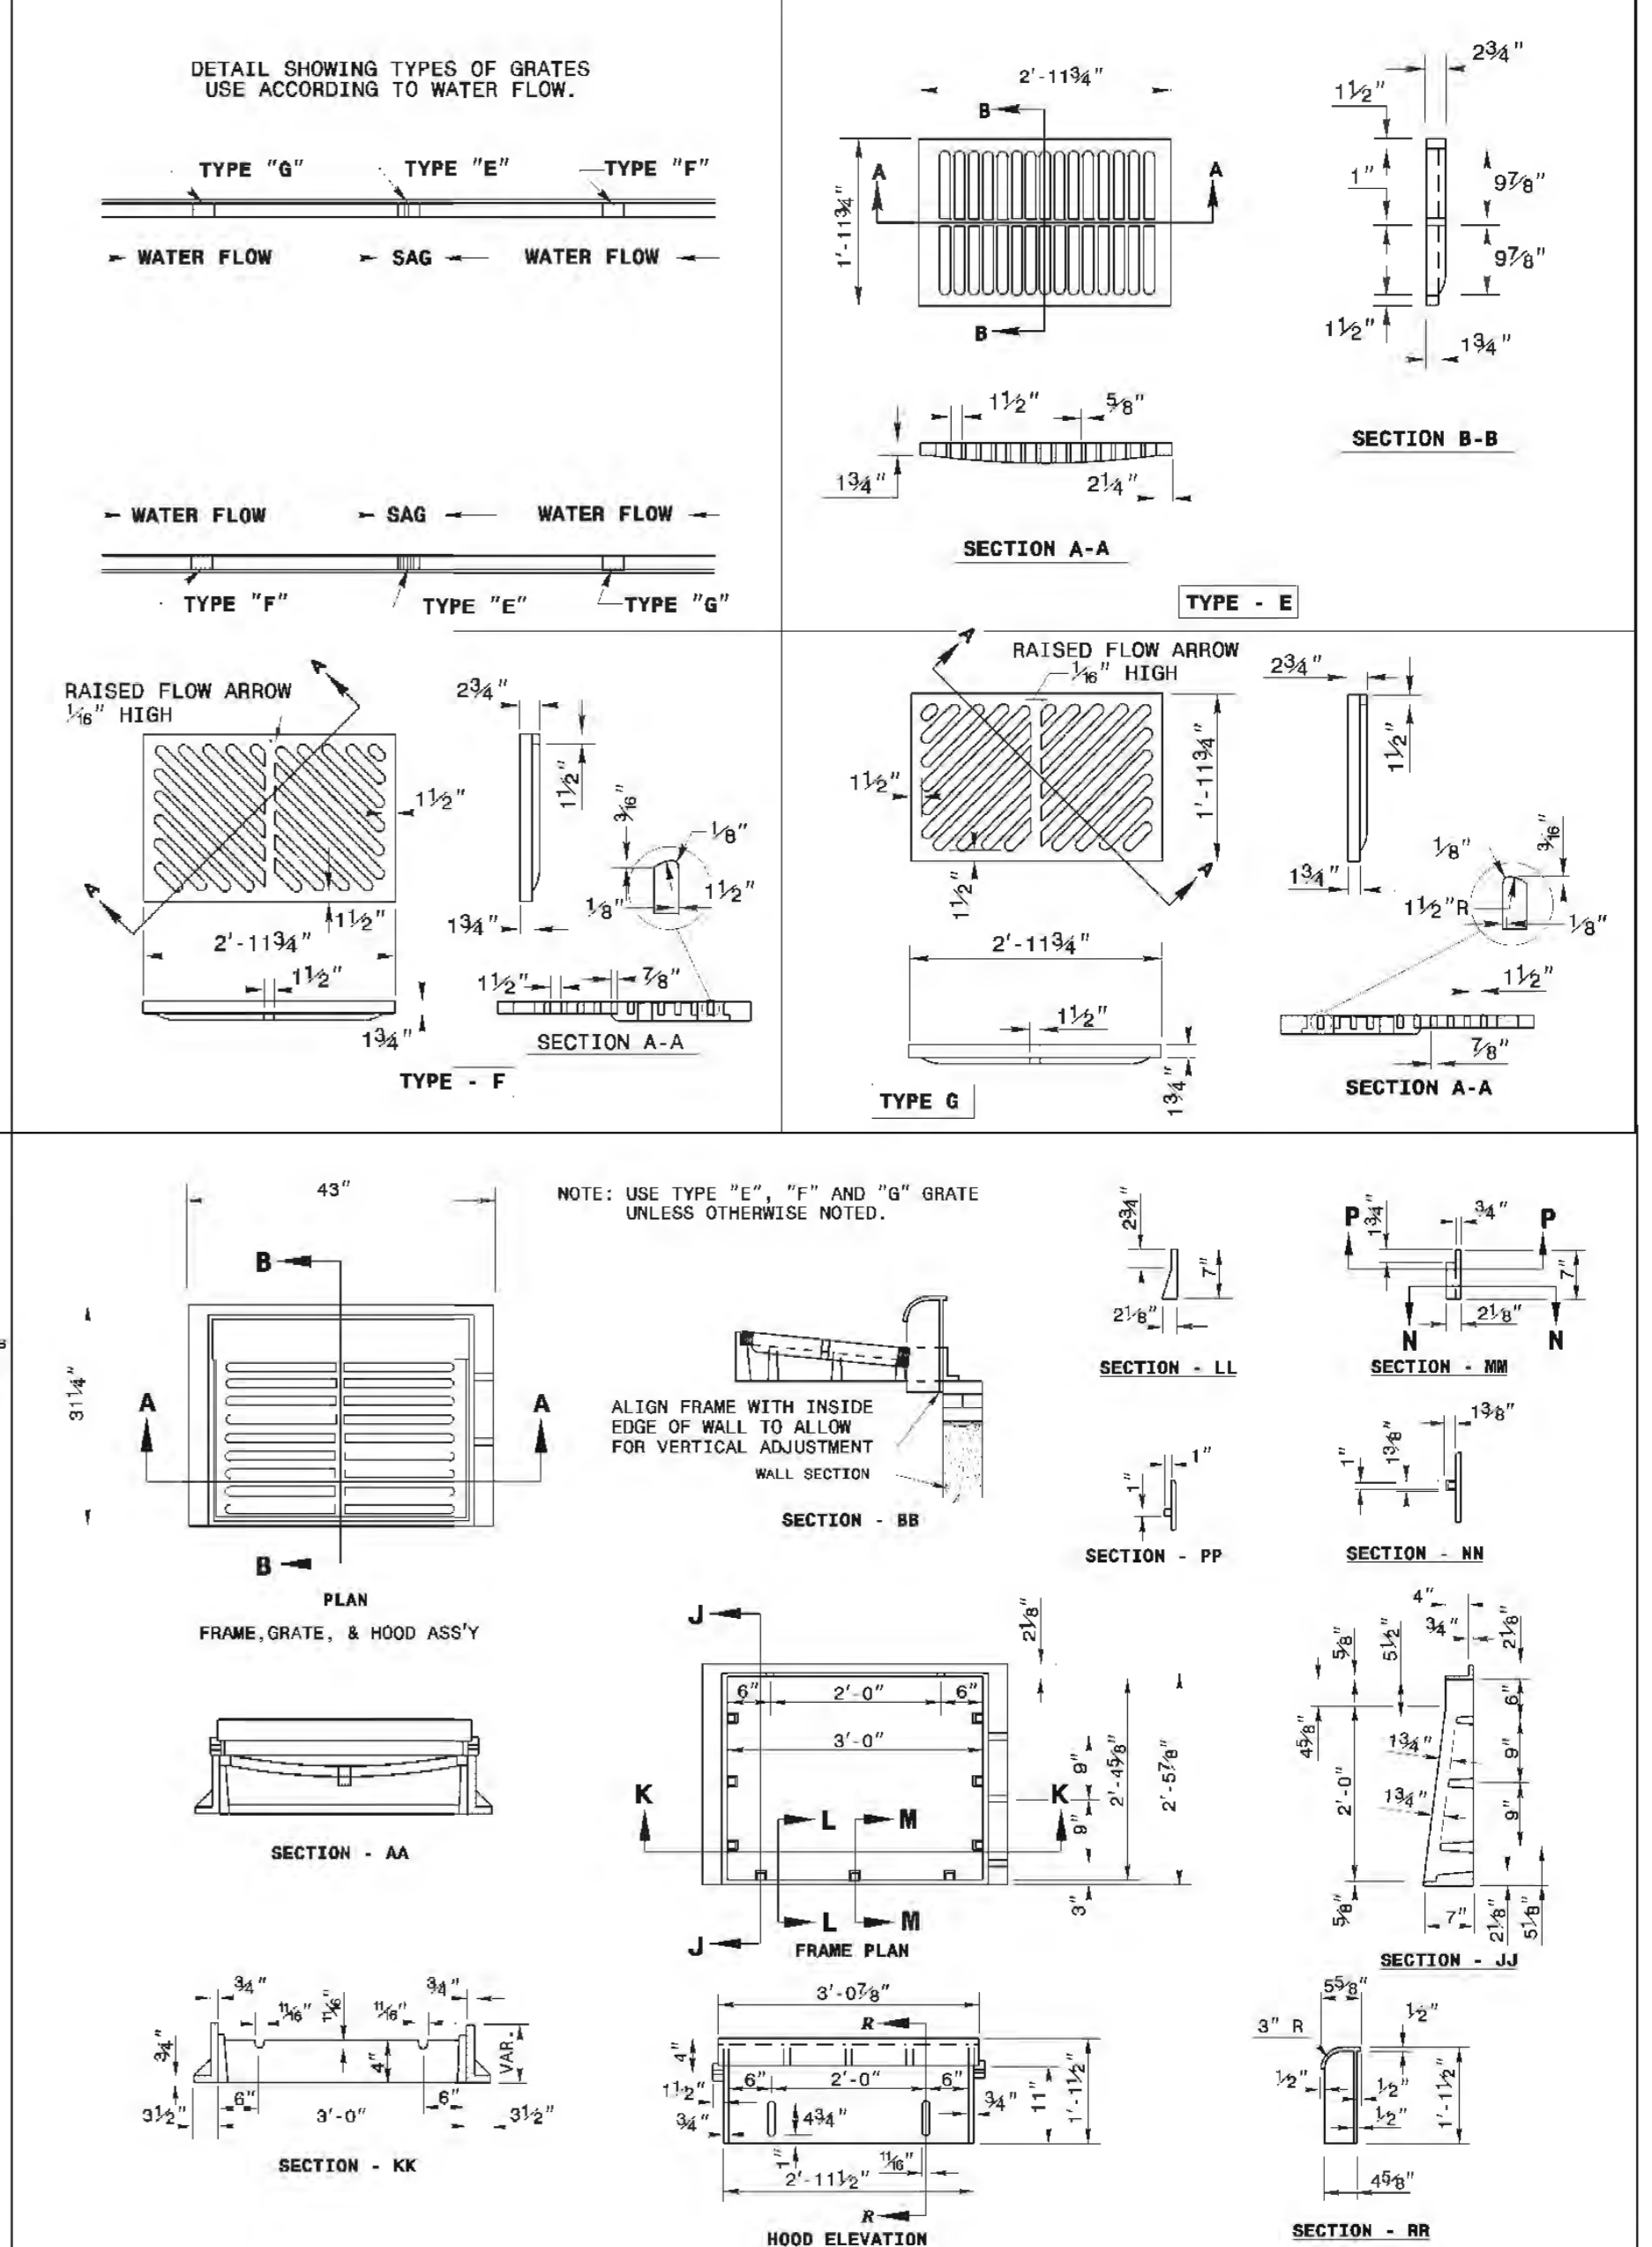 DETAIL SHOWING TYPES OF GRATES
USE ACCORDING TO WATER FLOW.
TYPE "G"
TYPE "E"
TYPE "F"
WATER FLOW
SAG
WATER FLOW
WATER FLOW
SAG
WATER FLOW
TYPE "F"
TYPE "E"
TYPE "G"
2'-11¾"
B
A
A
1'-11¾"
B
1½"
5/8"
1¾"
2¼"
SECTION A-A
2¾"
1½"
1"
9⅞"
9⅞"
1½"
1¾"
SECTION B-B
TYPE - E
RAISED FLOW ARROW
1/16" HIGH
A
A
1½"
1½"
2'-11¾"
1½"
1¾"
2¾"
1½"
1¾"
3/16"
1/8"
1/8"
1½"
1½"
7/8"
SECTION A-A
TYPE - F
A
RAISED FLOW ARROW
1/16" HIGH
1½"
1½"
1'-11¾"
A
2'-11¾"
1½"
1¾"
TYPE G
2¾"
1½"
1¾"
1/8"
3/16"
1½"R
1/8"
1½"
7/8"
SECTION A-A
43"
B
31¼"
A
A
B
PLAN
FRAME,GRATE, & HOOD ASS'Y
NOTE: USE TYPE "E", "F" AND "G" GRATE
UNLESS OTHERWISE NOTED.
ALIGN FRAME WITH INSIDE
EDGE OF WALL TO ALLOW
FOR VERTICAL ADJUSTMENT
WALL SECTION
SECTION - BB
2¾"
7"
2⅛"
SECTION - LL
P
1¾"
¾"
P
7"
2⅛"
N
N
SECTION - MM
1"
1"
SECTION - PP
1⅜"
1"
1⅜"
SECTION - NN
SECTION - AA
J
2⅛"
6"
2'-0"
6"
3'-0"
K
K
9"
9"
2'-4⅝"
2'-5⅞"
L
M
L
M
3"
J
FRAME PLAN
4"
¾"
2⅛"
5/8"
5½"
4⅝"
6"
1¾"
9"
2'-0"
1¾"
9"
5/8"
7"
2⅛"
5⅛"
SECTION - JJ
¾"
¾"
11/16"
11/16"
11/16"
¾"
4"
VAR.
6"
6"
3½"
3'-0"
3½"
SECTION - KK
3'-0⅞"
R
4"
6"
2'-0"
6"
1½"
¾"
4¾"
¾"
11"
1'-1½"
1"
11/16"
2'-11½"
R
HOOD ELEVATION
5⅝"
½"
3" R
½"
½"
½"
1'-1½"
4⅝"
SECTION - RR